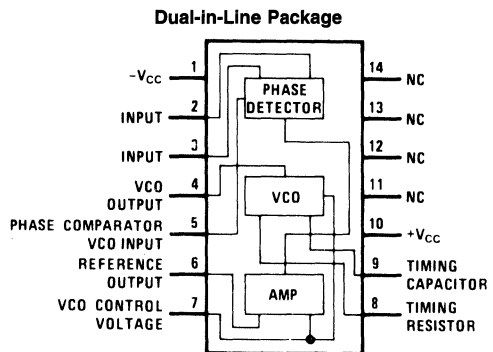 Dual-in-Line Package
–VCC 1
INPUT 2
INPUT 3
VCO
OUTPUT 4
PHASE COMPARATOR
VCO INPUT 5
REFERENCE
OUTPUT 6
VCO CONTROL
VOLTAGE 7
PHASE
DETECTOR
VCO
AMP
14 NC
13 NC
12 NC
11 NC
10 +VCC
9 TIMING
CAPACITOR
8 TIMING
RESISTOR